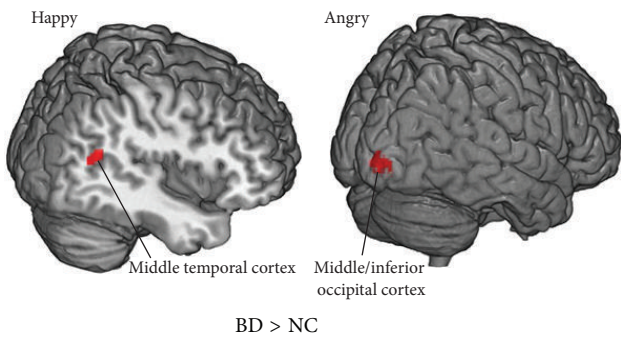 Happy
Angry
Middle temporal cortex
Middle/inferior
occipital cortex
BD > NC